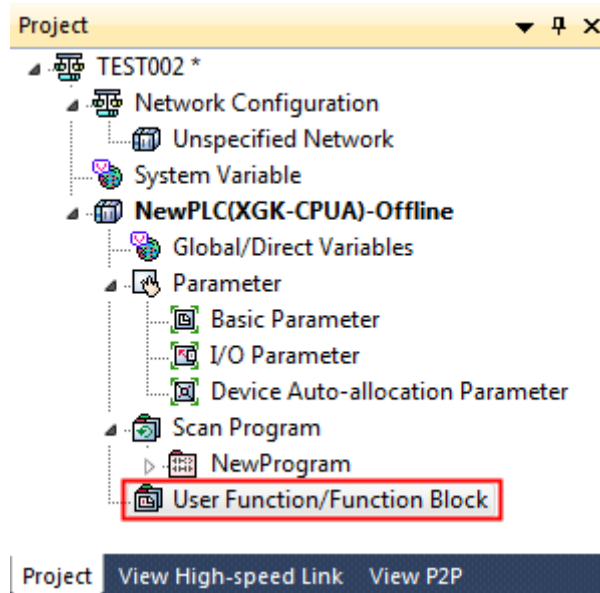 Project
TEST002 *
Network Configuration
Unspecified Network
System Variable
NewPLC(XGK-CPUA)-Offline
Global/Direct Variables
Parameter
Basic Parameter
I/O Parameter
Device Auto-allocation Parameter
Scan Program
NewProgram
User Function/Function Block
Project View High-speed Link View P2P